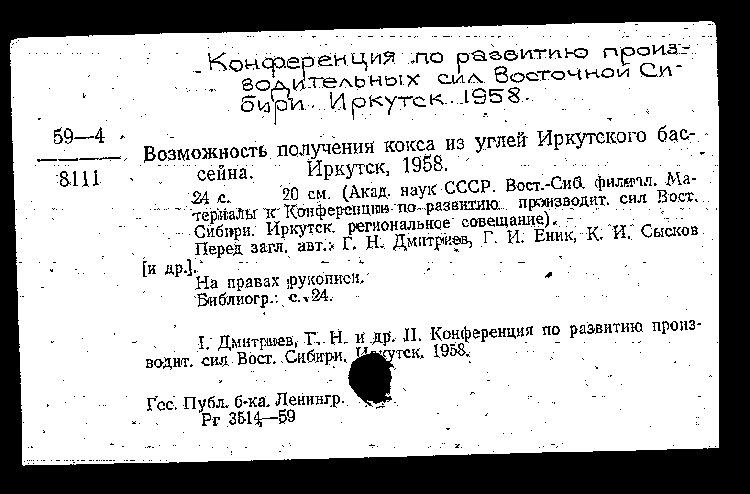 Конференция по развитию произ-
водительных сил Восточной Си-
бири. Иркутск. 1958.
59—4
8111
Возможность получения кокса из углей Иркутского бас-
сейна. Иркутск, 1958.
24 с. 20 см. (Акад. наук СССР. Вост.-Сиб. филиал. Ма-
териалы к Конференции по развитию производит. сил Вост.
Сибири. Иркутск. региональное совещание).
Перед загл. авт.: Г. Н. Дмитриев, Г. И. Еник, К. И. Сысков
[и др.].
На правах рукописи.
Библиогр.: с. 24.
I. Дмитриев, Г. Н. и др. II. Конференция по развитию произ-
водит. сил Вост. Сибири. Иркутск. 1958.
Гос. Публ. б-ка. Ленингр.
Рг 3514—59